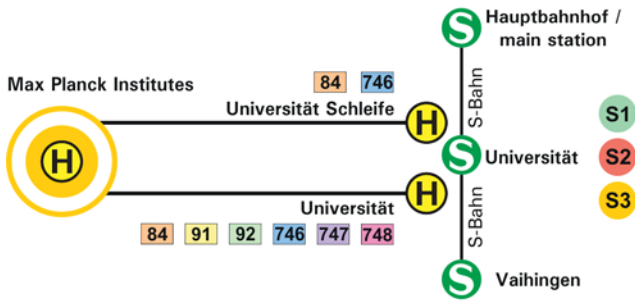 Hauptbahnhof /
main station
S
84 746
Max Planck Institutes
Universität Schleife
S-Bahn
H
S1
H
S Universität
S2
H
S3
Universität
S-Bahn
84 91 92 746 747 748
S Vaihingen